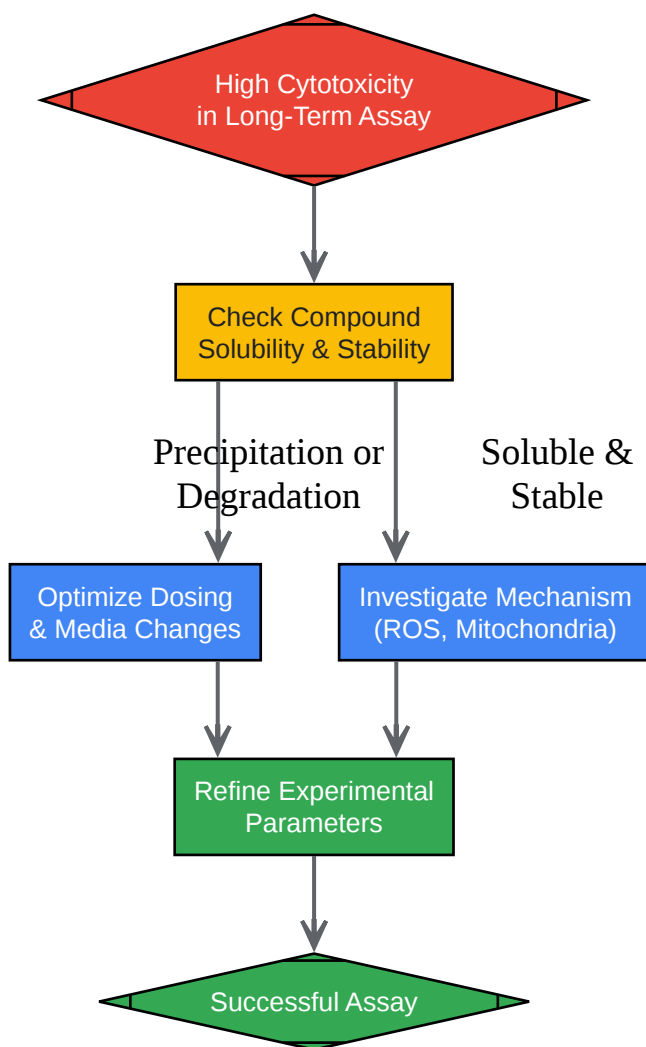 High Cytotoxicity
in Long-Term Assay
Check Compound
Solubility & Stability
Precipitation or
Degradation
Soluble &
Stable
Optimize Dosing
& Media Changes
Investigate Mechanism
(ROS, Mitochondria)
Refine Experimental
Parameters
Successful Assay